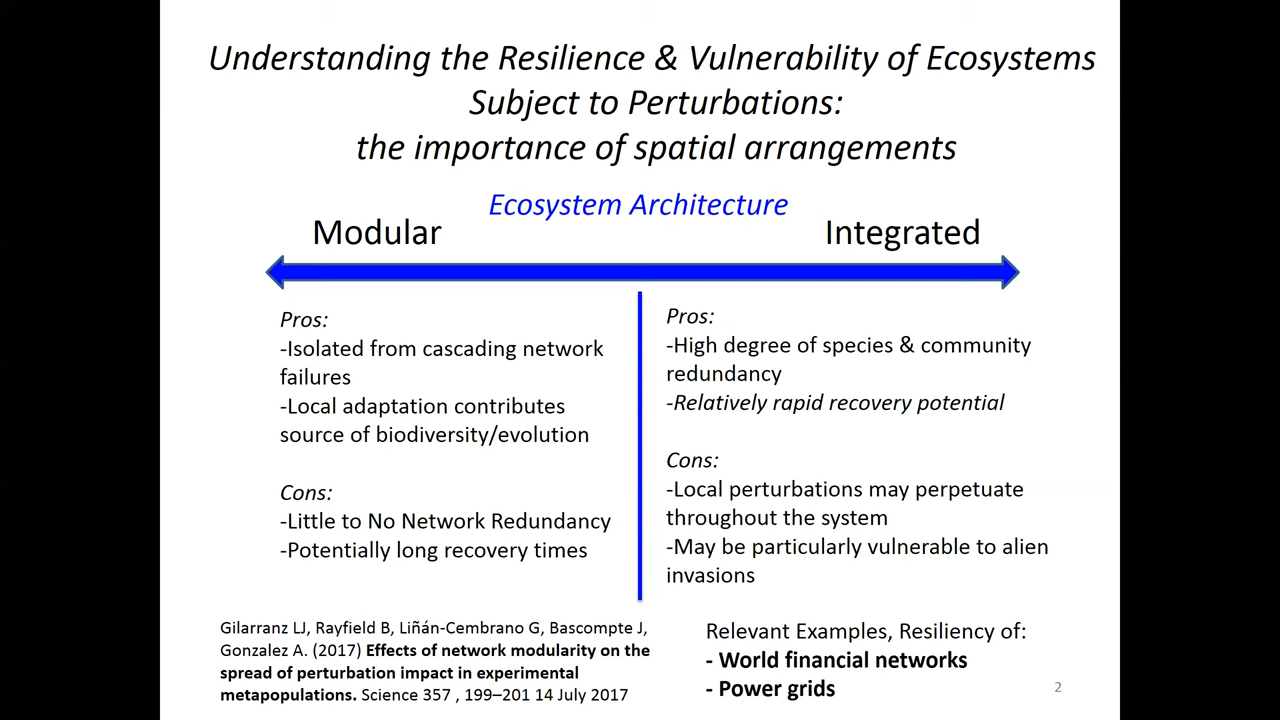 Understanding the Resilience & Vulnerability of Ecosystems
Subject to Perturbations:
the importance of spatial arrangements
Ecosystem Architecture
Modular
Integrated
Pros:
-Isolated from cascading network
failures
-Local adaptation contributes
source of biodiversity/evolution
Cons:
-Little to No Network Redundancy
-Potentially long recovery times
Pros:
-High degree of species & community
redundancy
-Relatively rapid recovery potential
Cons:
-Local perturbations may perpetuate
throughout the system
-May be particularly vulnerable to alien
invasions
Gilarranz LJ, Rayfield B, Liñán-Cembrano G, Bascompte J,
Gonzalez A. (2017) Effects of network modularity on the
spread of perturbation impact in experimental
metapopulations. Science 357 , 199–201 14 July 2017
Relevant Examples, Resiliency of:
- World financial networks
- Power grids
2